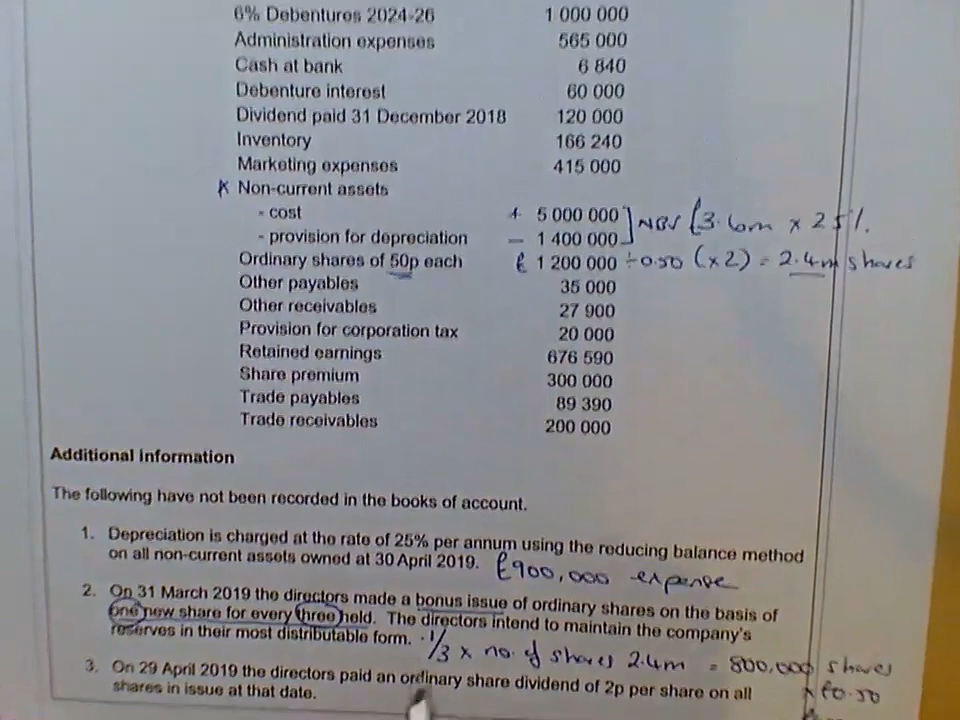 6% Debentures 2024-26 1 000 000
Administration expenses 565 000
Cash at bank 6 840
Debenture interest 60 000
Dividend paid 31 December 2018 120 000
Inventory 166 240
Marketing expenses 415 000
Non-current assets
- cost + 5 000 000 ] NBV £3.6m × 25%.
- provision for depreciation - 1 400 000
Ordinary shares of 50p each £ 1 200 000 ÷ 0.50 (×2) = 2.4m shares
Other payables 35 000
Other receivables 27 900
Provision for corporation tax 20 000
Retained earnings 676 590
Share premium 300 000
Trade payables 89 390
Trade receivables 200 000
Additional Information
The following have not been recorded in the books of account.
1. Depreciation is charged at the rate of 25% per annum using the reducing balance method
on all non-current assets owned at 30 April 2019. £900,000 expense
2. On 31 March 2019 the directors made a bonus issue of ordinary shares on the basis of
one new share for every three held. The directors intend to maintain the company's
reserves in their most distributable form. 1/3 × no. of shares 2.4m = 800,000 shares
3. On 29 April 2019 the directors paid an ordinary share dividend of 2p per share on all
shares in issue at that date. × £0.50